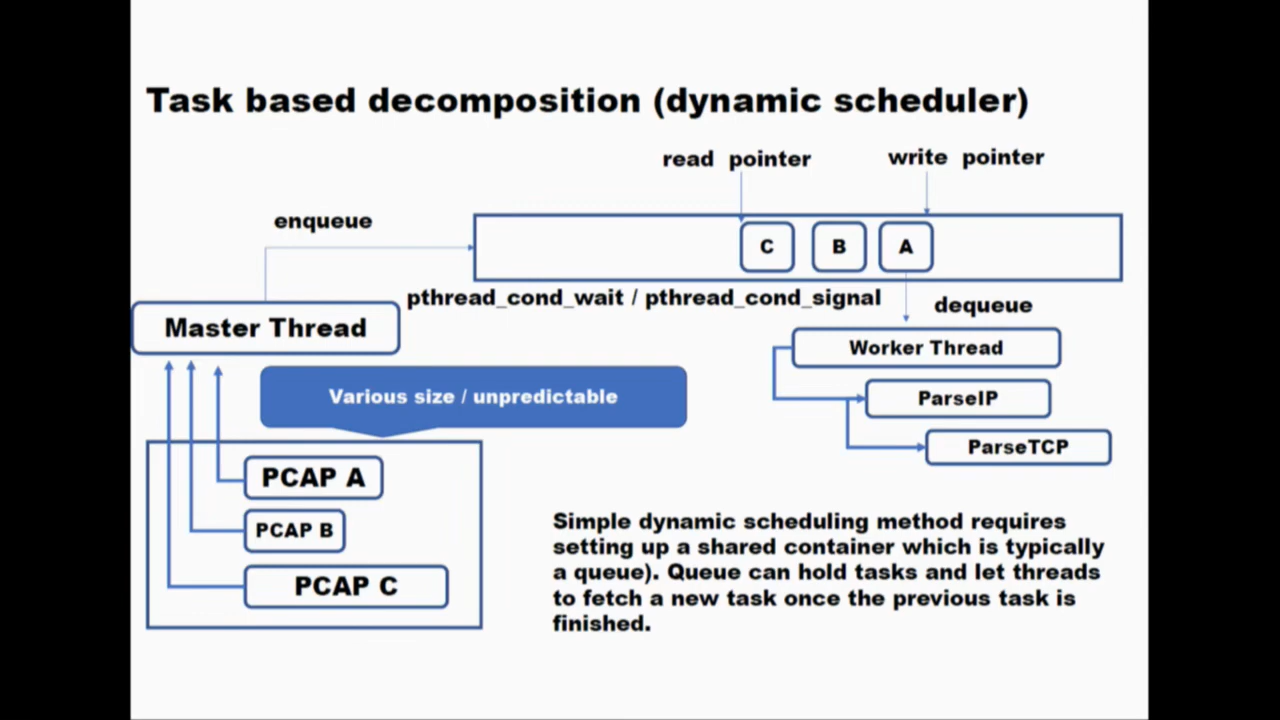 Task based decomposition (dynamic scheduler)
read pointer
write pointer
enqueue
C
B
A
pthread_cond_wait / pthread_cond_signal
dequeue
Master Thread
Worker Thread
Various size / unpredictable
ParseIP
ParseTCP
PCAP A
PCAP B
PCAP C
Simple dynamic scheduling method requires
setting up a shared container which is typically
a queue). Queue can hold tasks and let threads
to fetch a new task once the previous task is
finished.